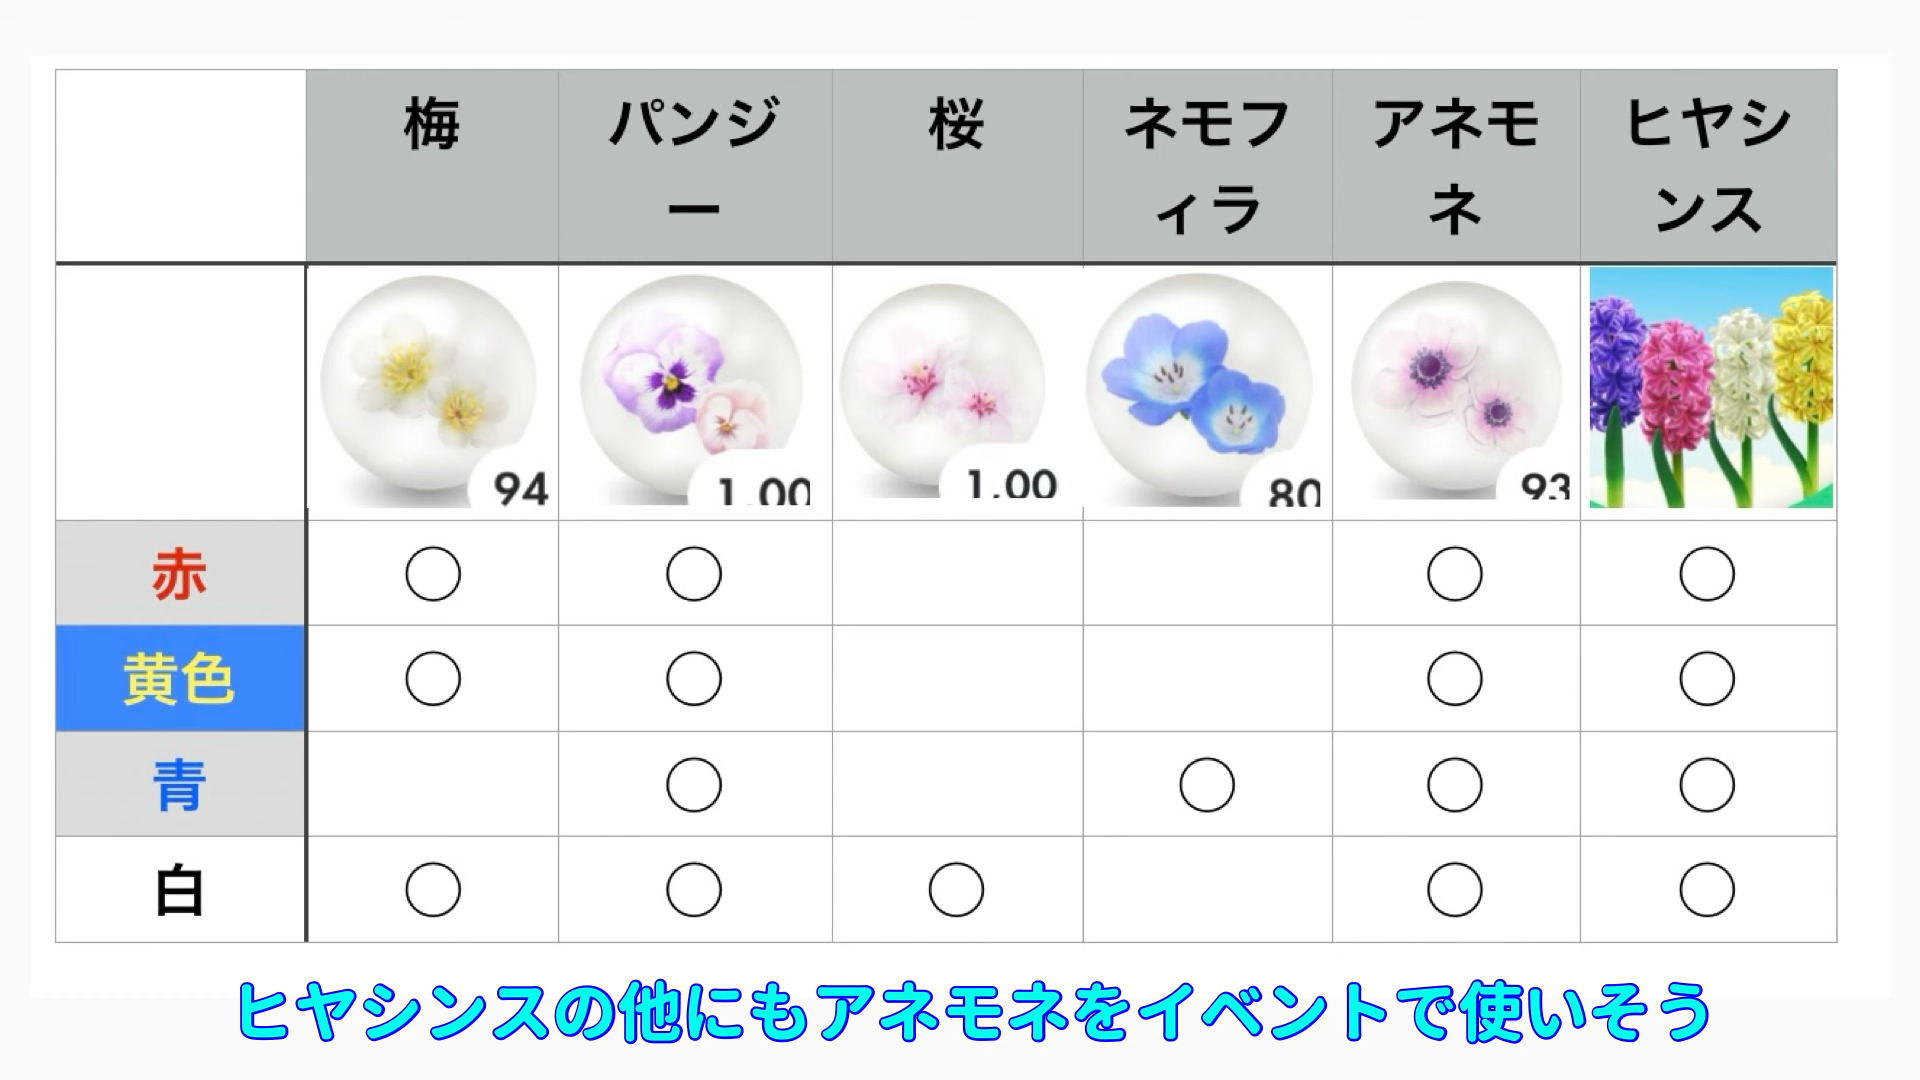 梅 パンジー 桜 ネモフィラ アネモネ ヒヤシンス
94 1.00 1.00 80 93
赤 ○ ○ ○ ○
黄色 ○ ○ ○ ○
青 ○ ○ ○ ○
白 ○ ○ ○ ○ ○
ヒヤシンスの他にもアネモネをイベントで使いそう